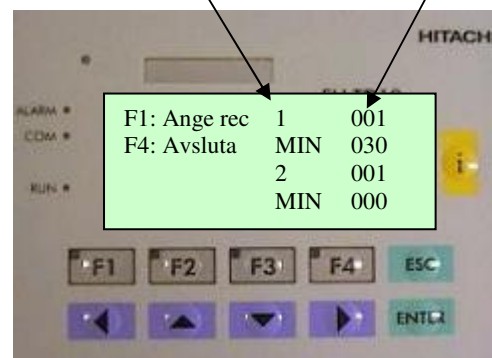 HITACH
ALARM
COM
RUN
F1: Ange rec 1 001
F4: Avsluta MIN 030
2 001
MIN 000
i
F1 F2 F3 F4 ESC
ENTER